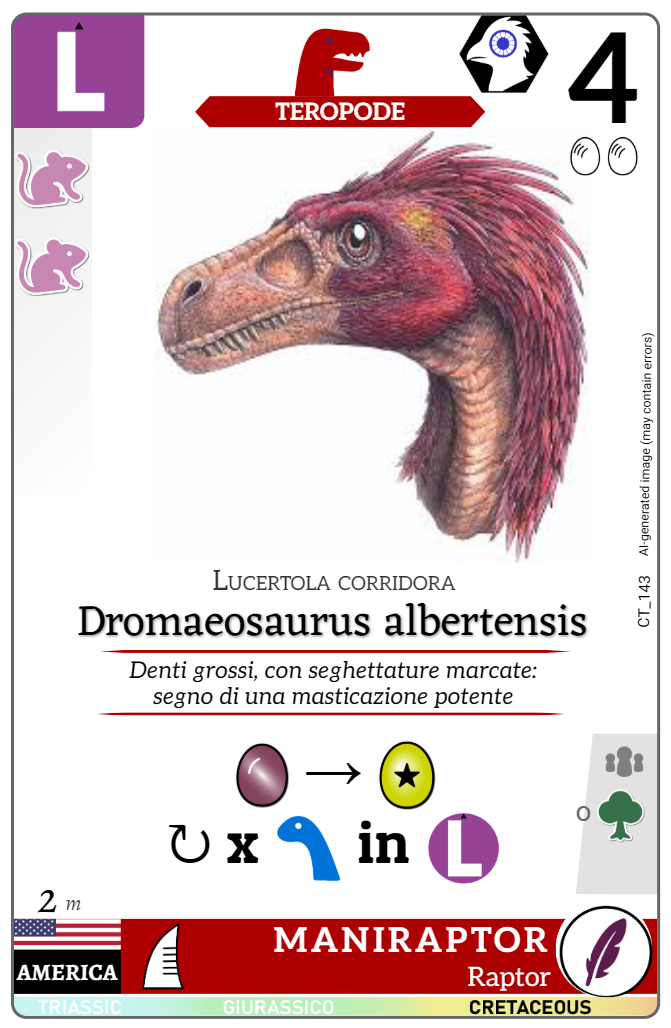 L
TEROPODE
4
AI-generated image (may contain errors)
CT_143
Lucertola corridora
Dromaeosaurus albertensis
Denti grossi, con seghettature marcate:
segno di una masticazione potente
x in L
o
2 m
AMERICA
MANIRAPTOR
Raptor
TRIASSIC GIURASSICO CRETACEOUS